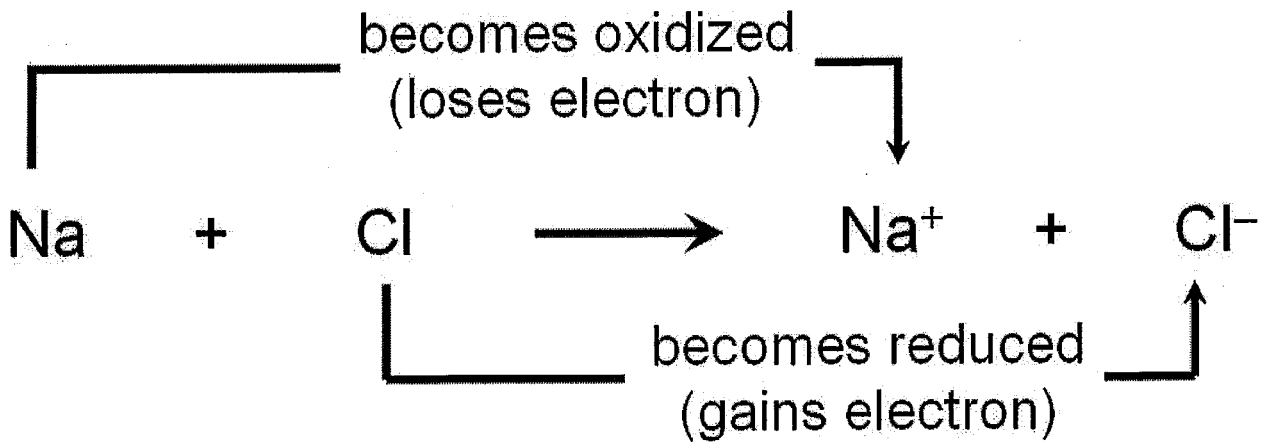 becomes oxidized
(loses electron)
Na + Cl → Na⁺ + Cl⁻
becomes reduced
(gains electron)